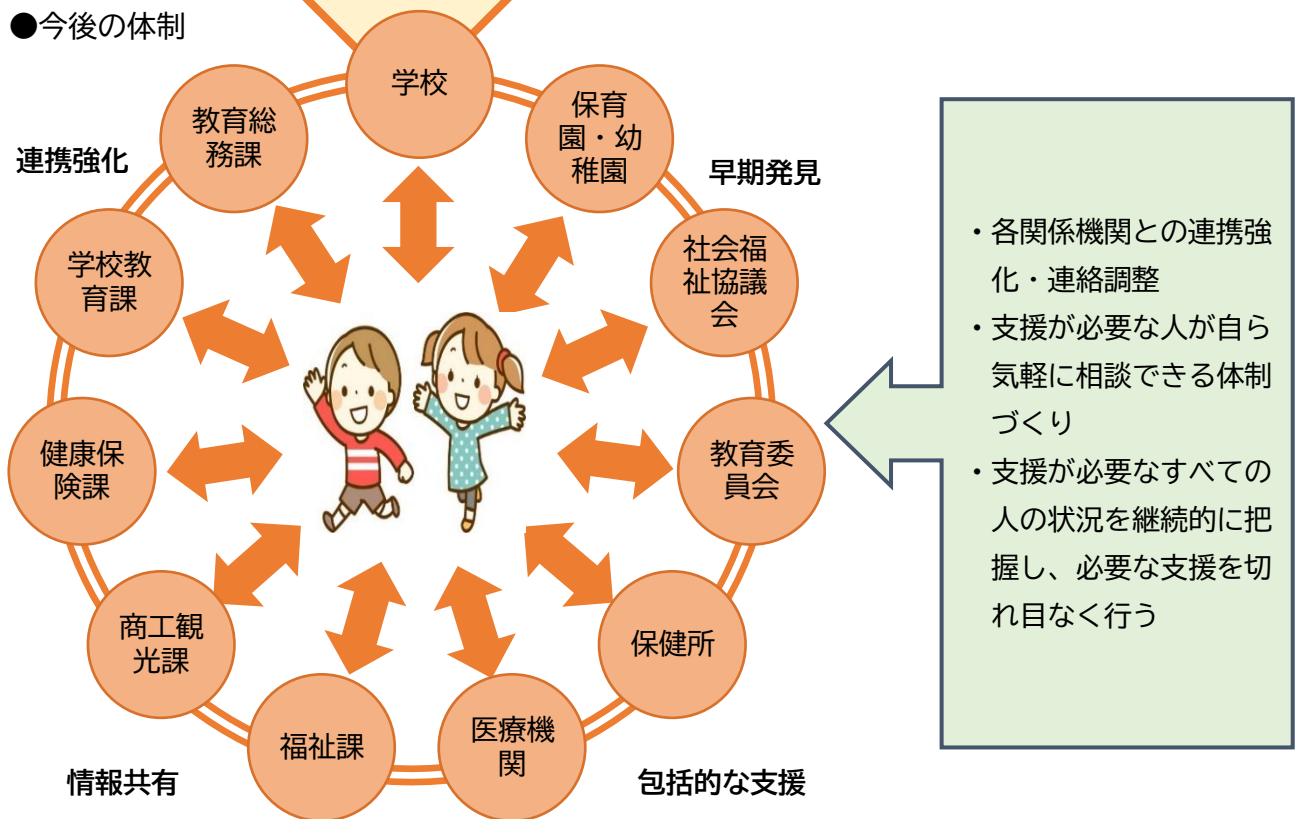 ●今後の体制
学校
保育
園・幼
稚園
早期発見
社会福
祉協議
会
教育委
員会
保健所
包括的な支援
医療機
関
福祉課
情報共有
商工観
光課
健康保
険課
学校教
育課
連携強化
教育総
務課
・各関係機関との連携強
化・連絡調整
・支援が必要な人が自ら
気軽に相談できる体制
づくり
・支援が必要なすべての
人の状況を継続的に把
握し、必要な支援を切
れ目なく行う